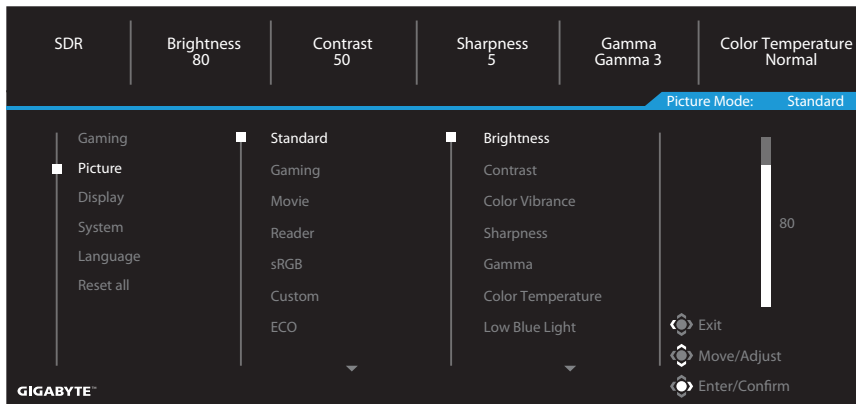 SDR
Brightness
80
Contrast
50
Sharpness
5
Gamma
Gamma 3
Color Temperature
Normal
Picture Mode: Standard
Gaming
Picture
Display
System
Language
Reset all
Standard
Gaming
Movie
Reader
sRGB
Custom
ECO
Brightness
Contrast
Color Vibrance
Sharpness
Gamma
Color Temperature
Low Blue Light
80
Exit
Move/Adjust
Enter/Confirm
GIGABYTE™